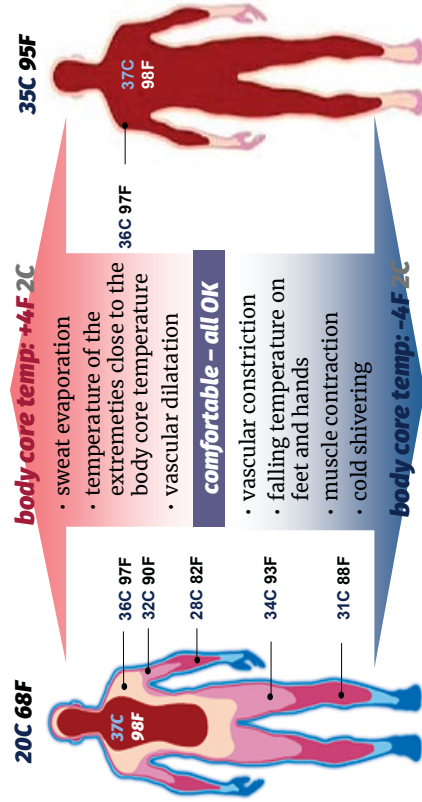 20C 68F
37C
98F
36C 97F
32C 90F
28C 82F
34C 93F
31C 88F
body core temp: +4F 2C
· sweat evaporation
· temperature of the
extremeties close to the
body core temperature
· vascular dilatation
comfortable – all OK
· vascular constriction
· falling temperature on
feet and hands
· muscle contraction
· cold shivering
body core temp: -4F 2C
35C 95F
37C
98F
36C 97F